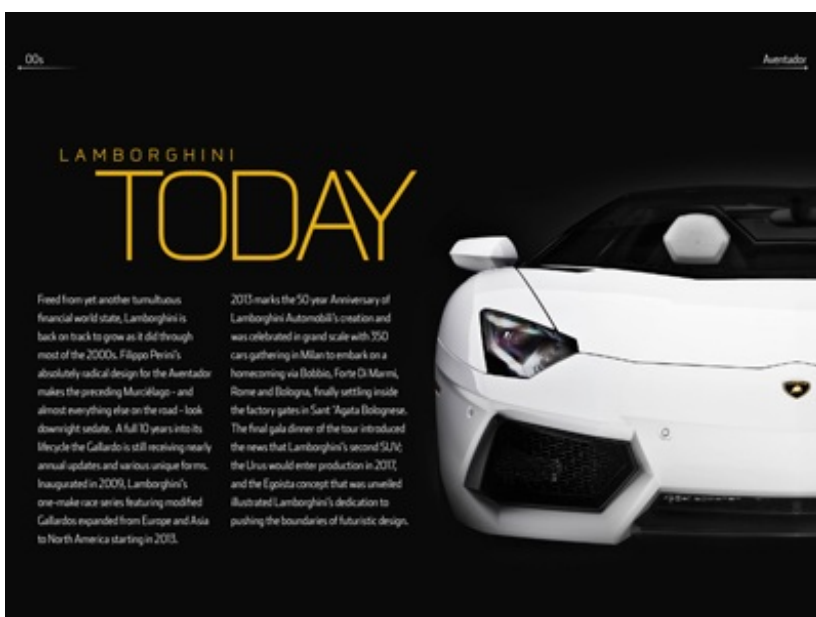 00s
Aventador
LAMBORGHINI
TODAY
Freed from yet another tumultuous
financial world state, Lamborghini is
back on track to grow as it did through
most of the 2000s. Filippo Perini's
absolutely radical design for the Aventador
makes the preceding Murciélago - and
almost everything else on the road - look
downright sedate. A full 10 years into its
lifecycle the Gallardo is still receiving nearly
annual updates and various unique forms.
Inaugurated in 2009, Lamborghini's
one-make race series featuring modified
Gallardos expanded from Europe and Asia
to North America starting in 2013.
2013 marks the 50 year Anniversary of
Lamborghini Automobili's creation and
was celebrated in grand scale with 350
cars gathering in Milan to embark on a
homecoming via Bobbio, Forte Di Marmi,
Rome and Bologna, finally settling inside
the factory gates in Sant "Agata Bolognese.
The final gala dinner of the tour introduced
the news that Lamborghini's second SUV;
the Urus would enter production in 2017,
and the Egoista concept that was unveiled
illustrated Lamborghini's dedication to
pushing the boundaries of futuristic design.